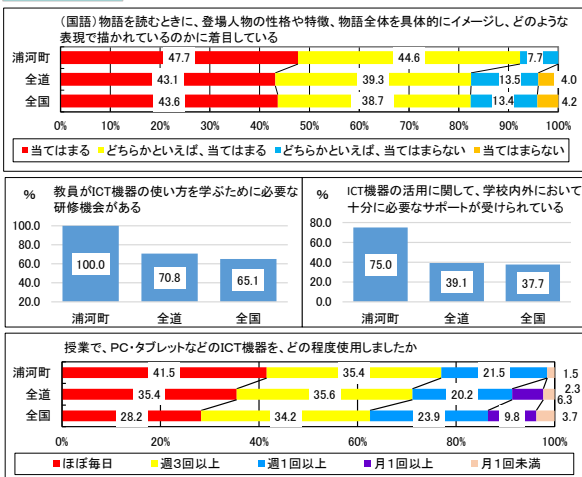 (国語)物語を読むときに、登場人物の性格や特徴、物語全体を具体的にイメージし、どのような
表現で描かれているのかに着目している
浦河町 47.7 44.6 7.7
全道 43.1 39.3 13.5 4.0
全国 43.6 38.7 13.4 4.2
0% 10% 20% 30% 40% 50% 60% 70% 80% 90% 100%
■当てはまる ■どちらかといえば、当てはまる ■どちらかといえば、当てはまらない ■当てはまらない
% 教員がICT機器の使い方を学ぶために必要な
研修機会がある
100.0
80.0
60.0
40.0
20.0
100.0 70.8 65.1
浦河町 全道 全国
% ICT機器の活用に関して、学校内外において
十分に必要なサポートが受けられている
80.0
60.0
40.0
20.0
0.0
75.0 39.1 37.7
浦河町 全道 全国
授業で、PC・タブレットなどのICT機器を、どの程度使用しましたか
浦河町 41.5 35.4 21.5 1.5
全道 35.4 35.6 20.2 6.3 2.3
全国 28.2 34.2 23.9 9.8 3.7
0% 20% 40% 60% 80% 100%
■ほぼ毎日 ■週3回以上 ■週1回以上 ■月1回以上 ■月1回未満